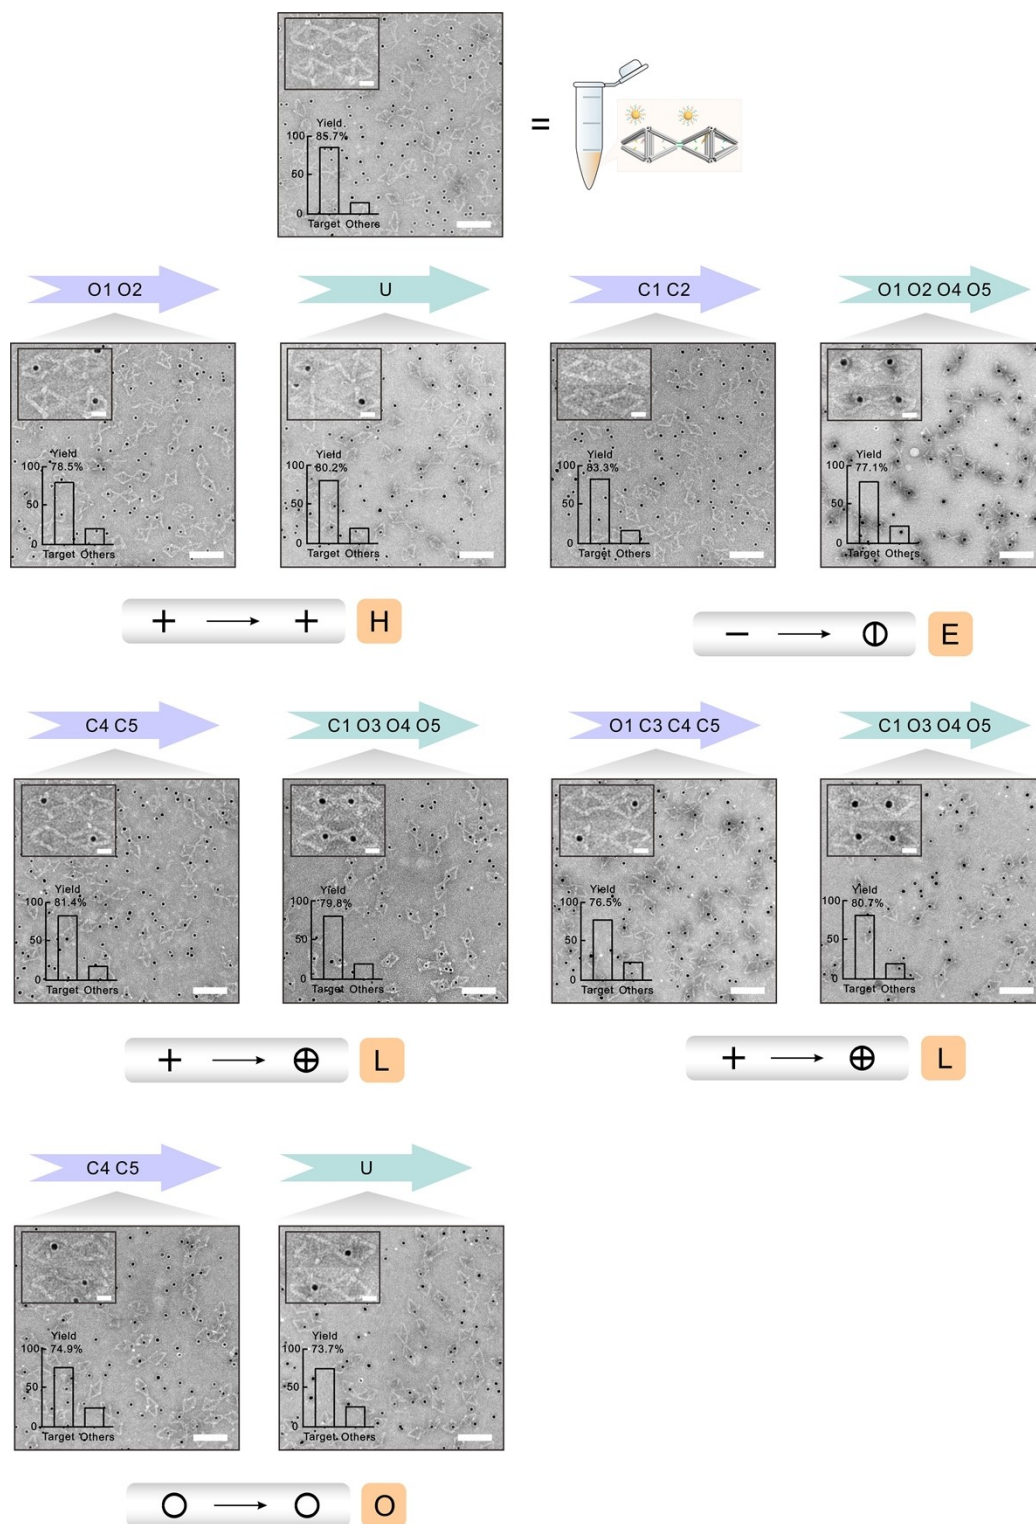 Yield
85.7%
100
50
0
Target Others
=
O1 O2
U
C1 C2
O1 O2 O4 O5
Yield
78.5%
100
50
0
Target Others
Yield
80.2%
100
50
0
Target Others
Yield
83.3%
100
50
0
Target Others
Yield
77.1%
100
50
0
Target Others
+ → + H
− → ⦶ E
C4 C5
C1 O3 O4 O5
O1 C3 C4 C5
C1 O3 O4 O5
Yield
81.4%
100
50
0
Target Others
Yield
79.8%
100
50
0
Target Others
Yield
76.5%
100
50
0
Target Others
Yield
80.7%
100
50
0
Target Others
+ → ⊕ L
+ → ⊕ L
C4 C5
U
Yield
74.9%
100
50
0
Target Others
Yield
73.7%
100
50
0
Target Others
○ → ○ O